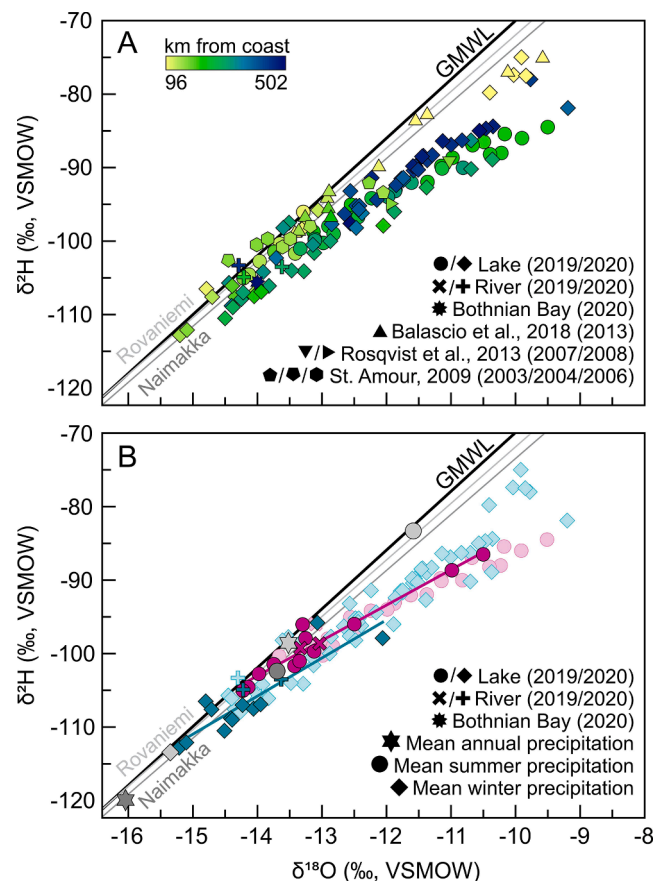 A
km from coast
96
502
GMWL
-70
-80
-90
-100
-110
-120
δ²H (‰, VSMOW)
Rovaniemi
Naimakka
●/◆ Lake (2019/2020)
✖/✚ River (2019/2020)
Bothnian Bay (2020)
▲ Balascio et al., 2018 (2013)
▼/▶ Rosqvist et al., 2013 (2007/2008)
/ / St. Amour, 2009 (2003/2004/2006)
B
GMWL
-70
-80
-90
-100
-110
-120
δ²H (‰, VSMOW)
Rovaniemi
Naimakka
●/◆ Lake (2019/2020)
✖/✚ River (2019/2020)
Bothnian Bay (2020)
Mean annual precipitation
Mean summer precipitation
Mean winter precipitation
-16 -15 -14 -13 -12 -11 -10 -9 -8
δ¹⁸O (‰, VSMOW)